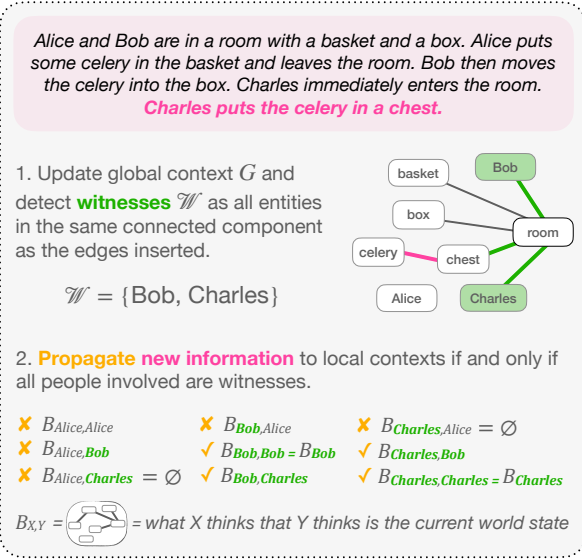 Alice and Bob are in a room with a basket and a box. Alice puts
some celery in the basket and leaves the room. Bob then moves
the celery into the box. Charles immediately enters the room.
Charles puts the celery in a chest.
1. Update global context G and
detect witnesses 𝒲 as all entities
in the same connected component
as the edges inserted.
𝒲 = {Bob, Charles}
basket
Bob
box
room
celery
chest
Alice
Charles
2. Propagate new information to local contexts if and only if
all people involved are witnesses.
✘ B_Alice,Alice
✘ B_Bob,Alice
✘ B_Charles,Alice = ∅
✘ B_Alice,Bob
✓ B_Bob,Bob = B_Bob
✓ B_Charles,Bob
✘ B_Alice,Charles = ∅
✓ B_Bob,Charles
✓ B_Charles,Charles = B_Charles
B_X,Y = = what X thinks that Y thinks is the current world state